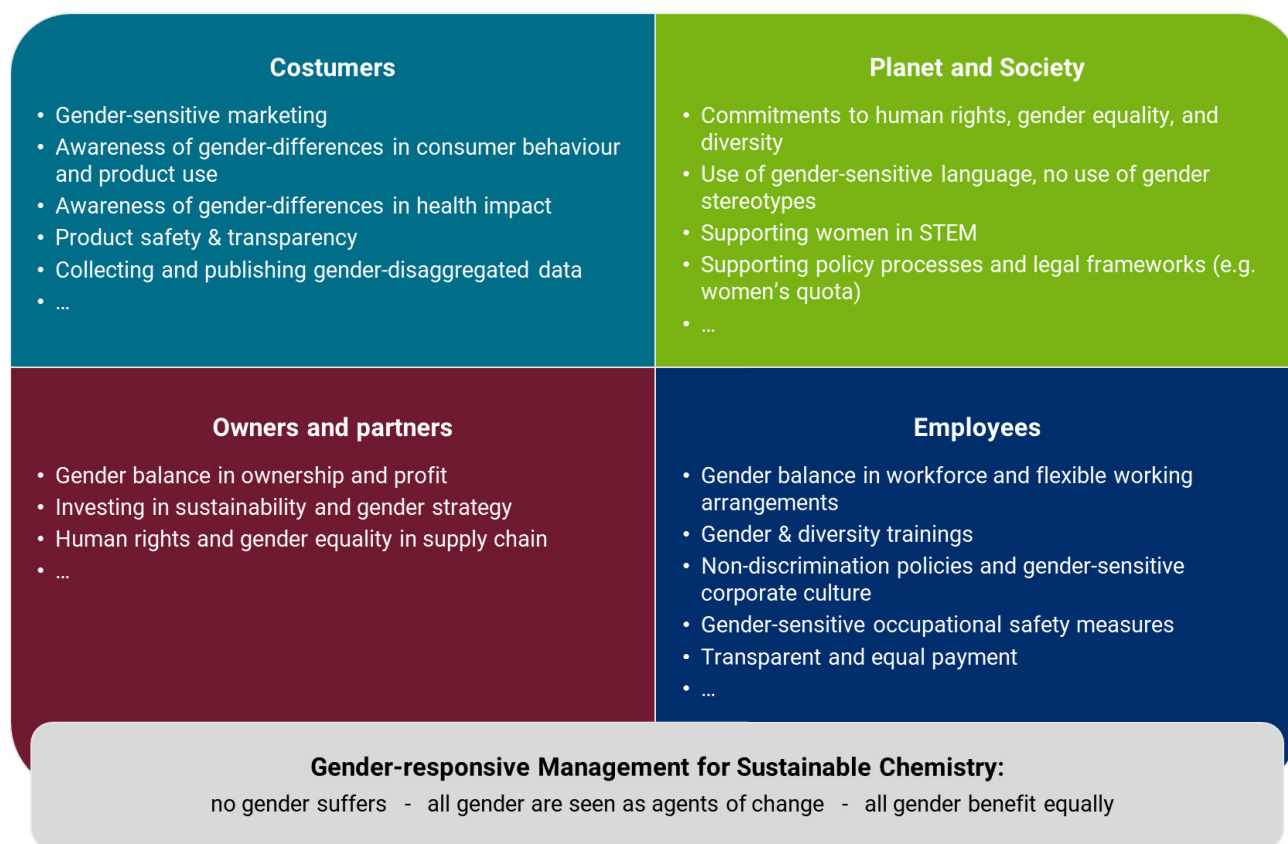 Costumers
• Gender-sensitive marketing
• Awareness of gender-differences in consumer behaviour
and product use
• Awareness of gender-differences in health impact
• Product safety & transparency
• Collecting and publishing gender-disaggregated data
• …
Planet and Society
• Commitments to human rights, gender equality, and
diversity
• Use of gender-sensitive language, no use of gender
stereotypes
• Supporting women in STEM
• Supporting policy processes and legal frameworks (e.g.
women’s quota)
• …
Owners and partners
• Gender balance in ownership and profit
• Investing in sustainability and gender strategy
• Human rights and gender equality in supply chain
• …
Employees
• Gender balance in workforce and flexible working
arrangements
• Gender & diversity trainings
• Non-discrimination policies and gender-sensitive
corporate culture
• Gender-sensitive occupational safety measures
• Transparent and equal payment
• …
Gender-responsive Management for Sustainable Chemistry:
no gender suffers - all gender are seen as agents of change - all gender benefit equally